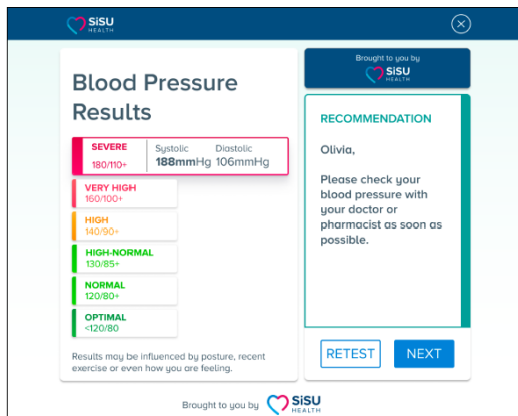 SiSU
HEALTH
Blood Pressure
Results
SEVERE
180/110+
Systolic Diastolic
188mmHg 106mmHg
VERY HIGH
160/100+
HIGH
140/90+
HIGH-NORMAL
130/85+
NORMAL
120/80+
OPTIMAL
<120/80
Results may be influenced by posture, recent
exercise or even how you are feeling.
Brought to you by
SiSU
HEALTH
RECOMMENDATION
Olivia,
Please check your
blood pressure with
your doctor or
pharmacist as soon as
possible.
RETEST NEXT
Brought to you by SiSU
HEALTH